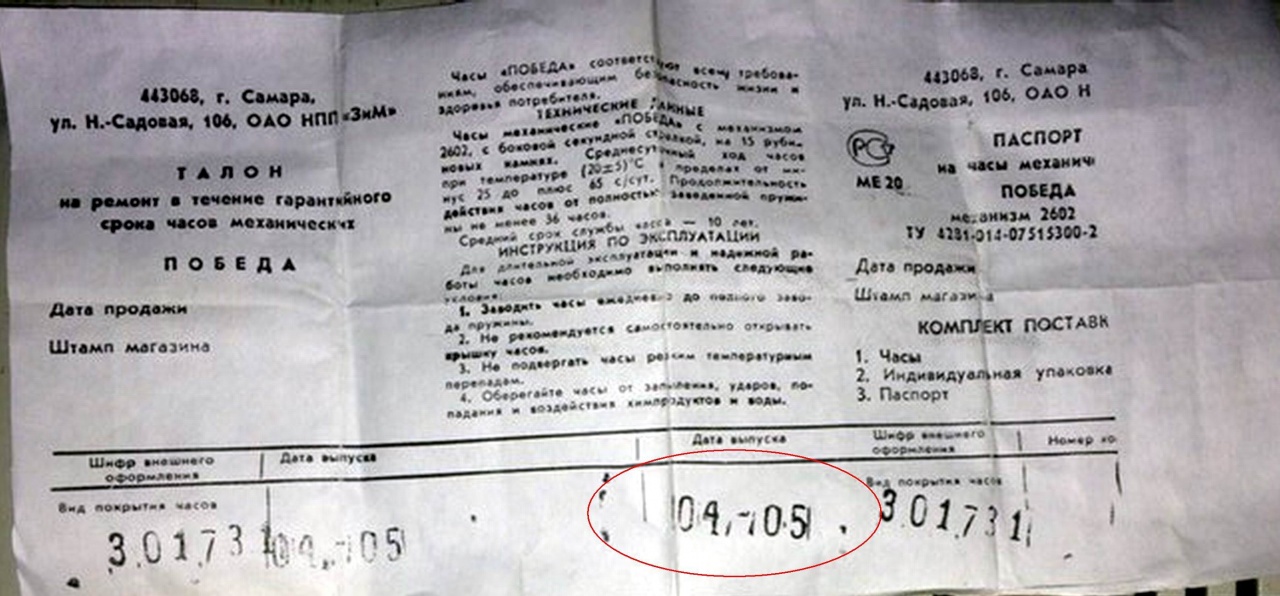 443068, г. Самара,
ул. Н.-Садовая, 106, ОАО НПП «ЗиМ»
ТАЛОН
на ремонт в течение гарантийного
срока часов механических
ПОБЕДА
Дата продажи
Штамп магазина
Часы «ПОБЕДА» соответствуют всему требова-
ниям, обеспечивающим безопасность жизни и
здоровья потребителя.
ТЕХНИЧЕСКИЕ ДАННЫЕ
Часы механические «ПОБЕДА» с механизмом
2602, с боковой секундной стрелкой, на 15 руби-
новых камнях. Среднесуточный ход часов
при температуре (20±5)°С в пределах от ми-
нус 25 до плюс 65 с/сут. Продолжительность
действия часов от полностью заведенной пружи-
ны не менее 36 часов.
Средний срок службы часов — 10 лет.
ИНСТРУКЦИЯ ПО ЭКСПЛУАТАЦИИ
Для длительной эксплуатации и надежной ра-
боты часов необходимо выполнять следующие
условия:
1. Заводить часы ежедневно до полного заво-
да пружины.
2. Не рекомендуется самостоятельно открывать
крышку часов.
3. Не подвергать часы резким температурным
перепадам.
4. Оберегайте часы от запыления, ударов, по-
падания и воздействия химпродуктов и воды.
443068, г. Самара
ул. Н.-Садовая, 106, ОАО Н
РСТ
МЕ 20
ПАСПОРТ
на часы механич
ПОБЕДА
механизм 2602
ТУ 4281-014-07515300-2
Дата продажи
Штамп магазина
КОМПЛЕКТ ПОСТАВК
1. Часы
2. Индивидуальная упаковка
3. Паспорт
Шифр внешнего
оформления
Дата выпуска
Вид покрытия часов
301731 04.-05
Дата выпуска
Шифр внешнего
оформления
Номер ко
Вид покрытия часов
04.-05 301731